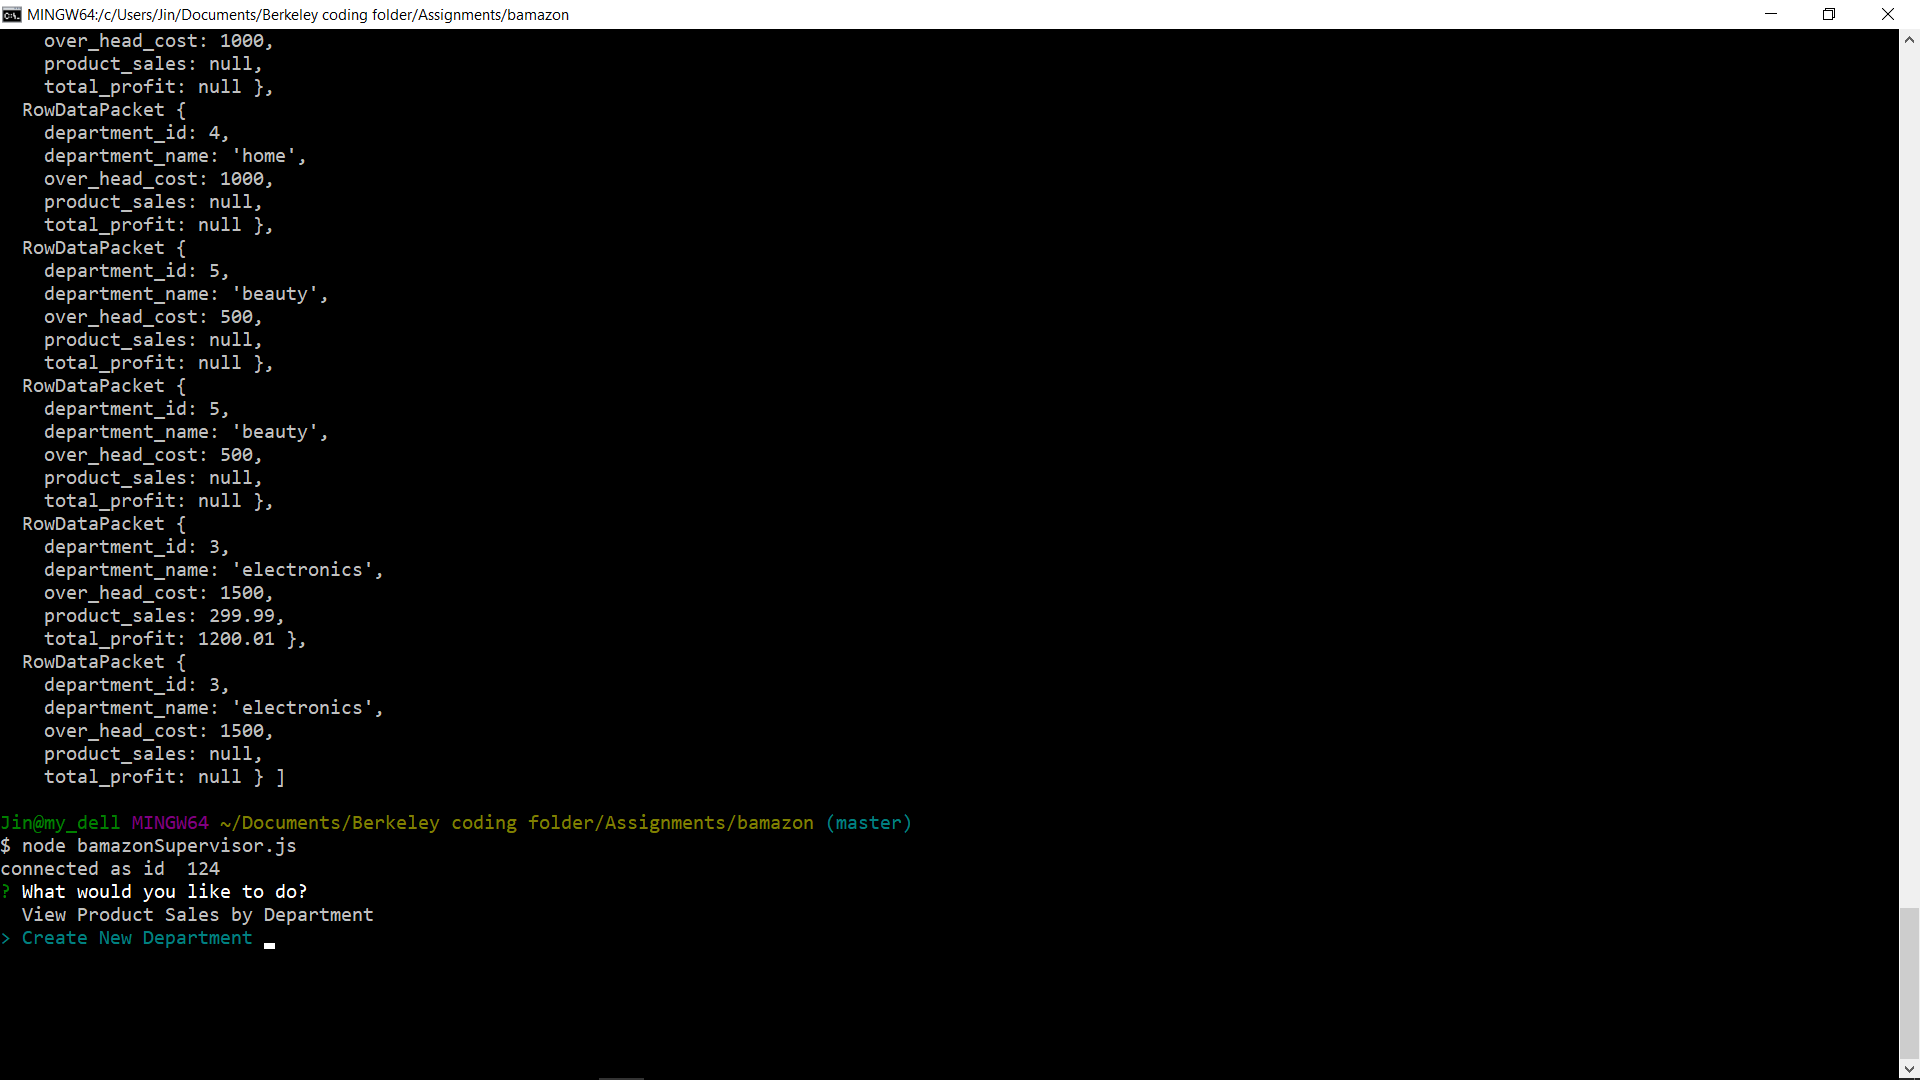 MINGW64:/c/Users/Jin/Documents/Berkeley coding folder/Assignments/bamazon
    over_head_cost: 1000,
    product_sales: null,
    total_profit: null },
  RowDataPacket {
    department_id: 4,
    department_name: 'home',
    over_head_cost: 1000,
    product_sales: null,
    total_profit: null },
  RowDataPacket {
    department_id: 5,
    department_name: 'beauty',
    over_head_cost: 500,
    product_sales: null,
    total_profit: null },
  RowDataPacket {
    department_id: 5,
    department_name: 'beauty',
    over_head_cost: 500,
    product_sales: null,
    total_profit: null },
  RowDataPacket {
    department_id: 3,
    department_name: 'electronics',
    over_head_cost: 1500,
    product_sales: 299.99,
    total_profit: 1200.01 },
  RowDataPacket {
    department_id: 3,
    department_name: 'electronics',
    over_head_cost: 1500,
    product_sales: null,
    total_profit: null } ]
Jin@my_dell MINGW64 ~/Documents/Berkeley coding folder/Assignments/bamazon (master)
$ node bamazonSupervisor.js
connected as id  124
? What would you like to do?
  View Product Sales by Department
> Create New Department